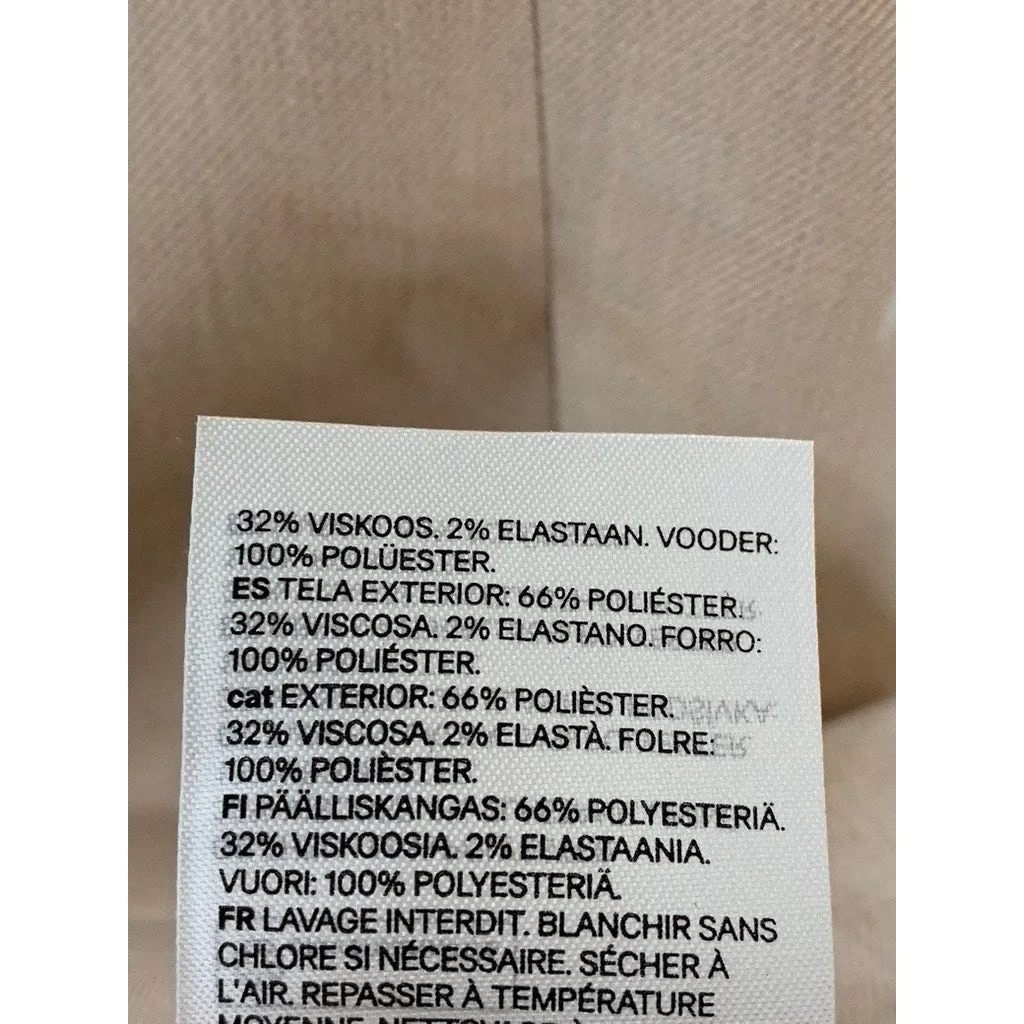 32% VISKOOS. 2% ELASTAAN. VOODER:
100% POLÜESTER.
ES TELA EXTERIOR: 66% POLIÉSTER.
32% VISCOSA. 2% ELASTANO. FORRO:
100% POLIÉSTER.
cat EXTERIOR: 66% POLIÈSTER.
32% VISCOSA. 2% ELASTÀ. FOLRE:
100% POLIÈSTER.
FI PÄÄLLISKANGAS: 66% POLYESTERIÄ.
32% VISKOOSIA. 2% ELASTAANIA.
VUORI: 100% POLYESTERIÄ.
FR LAVAGE INTERDIT. BLANCHIR SANS
CHLORE SI NÉCESSAIRE. SÉCHER À
L'AIR. REPASSER À TEMPÉRATURE
MOYENNE. NETTOYAGE À